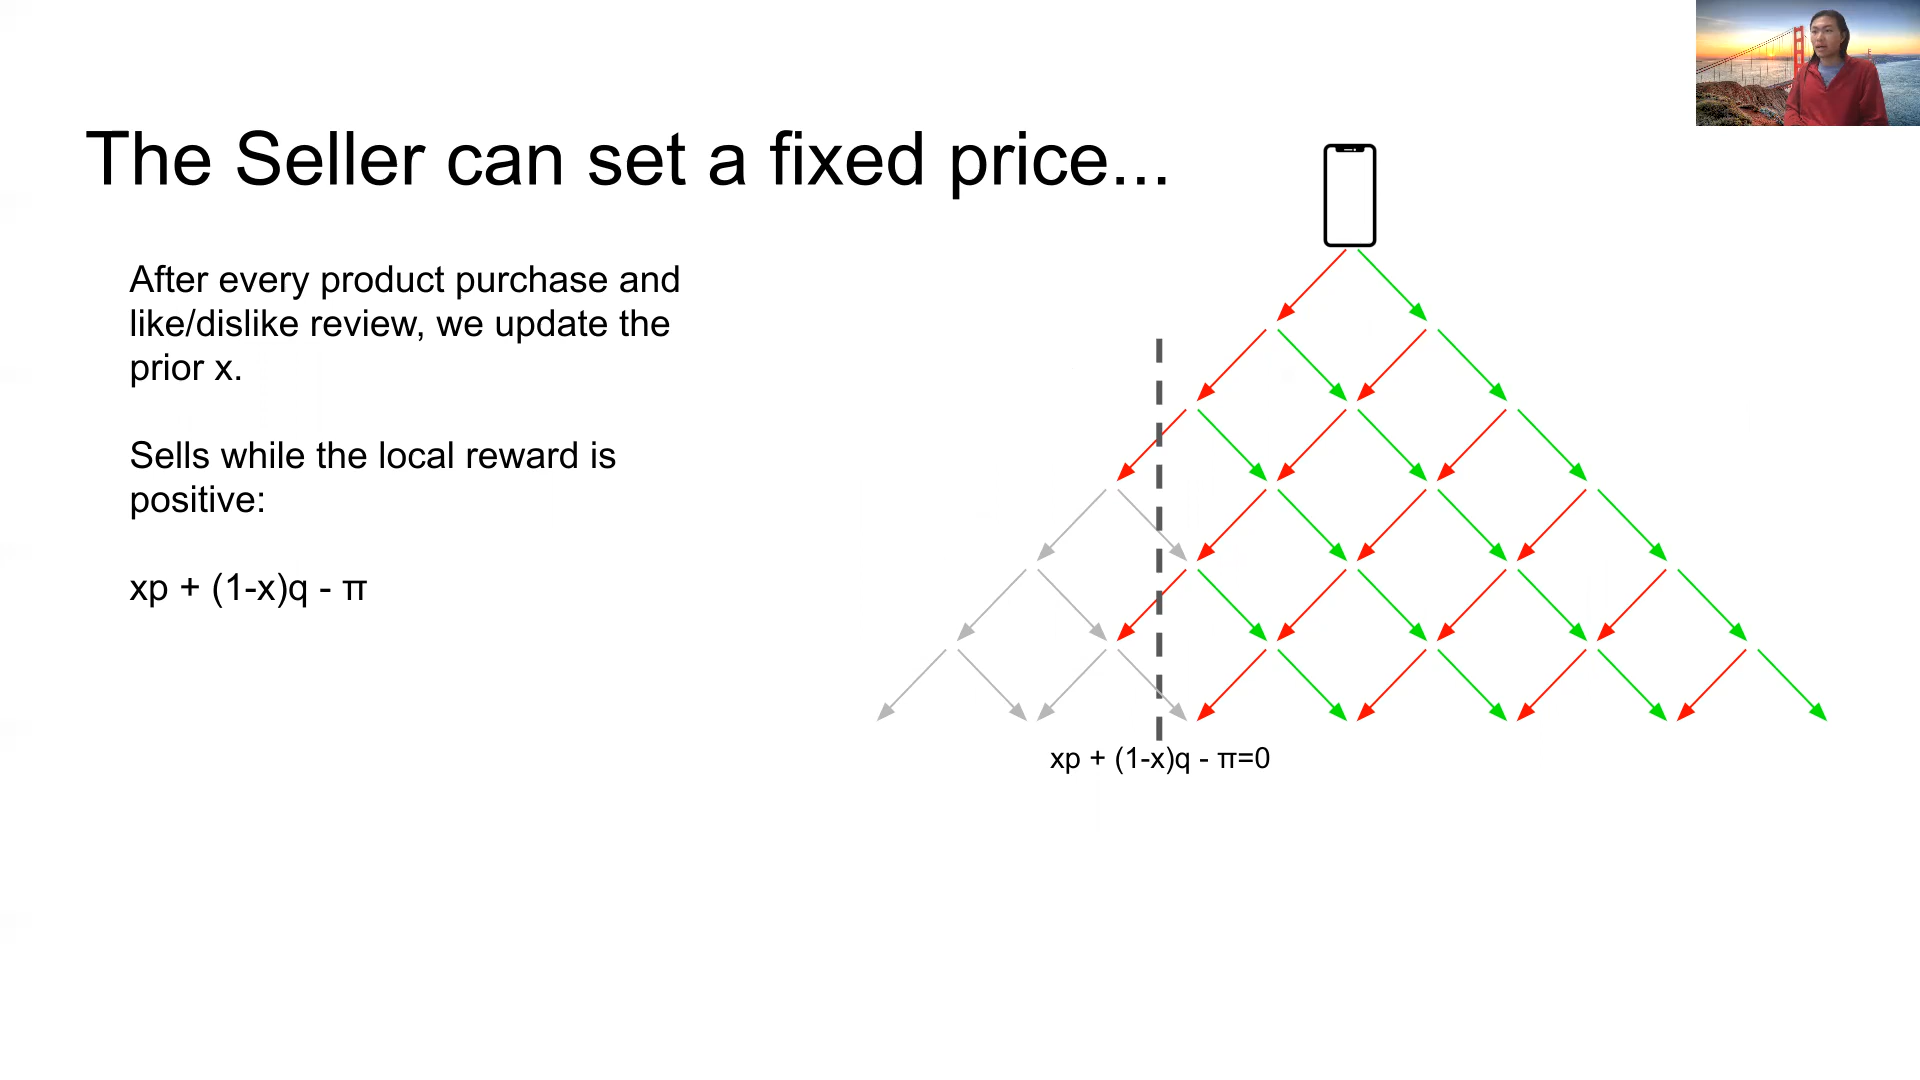 The Seller can set a fixed price...
After every product purchase and
like/dislike review, we update the
prior x.
Sells while the local reward is
positive:
xp + (1-x)q - π
xp + (1-x)q - π=0